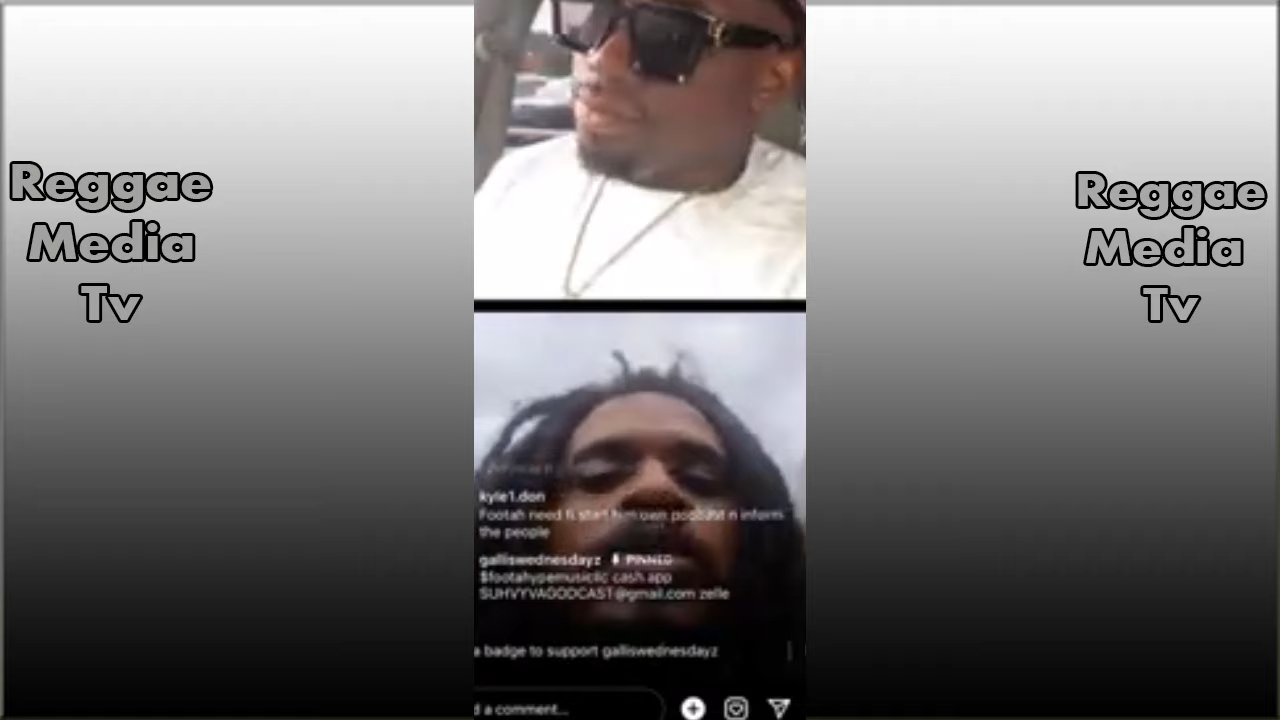 Reggae
Media
Tv
Reggae
Media
Tv
kyle1.don
Footah need fi start him own podcast n inform
the people
galliswednesdayz PINNED
$footahypemusicllc cash app
SUHVYVAGODCAST@gmail.com zelle
a badge to support galliswednesdayz
d a comment...